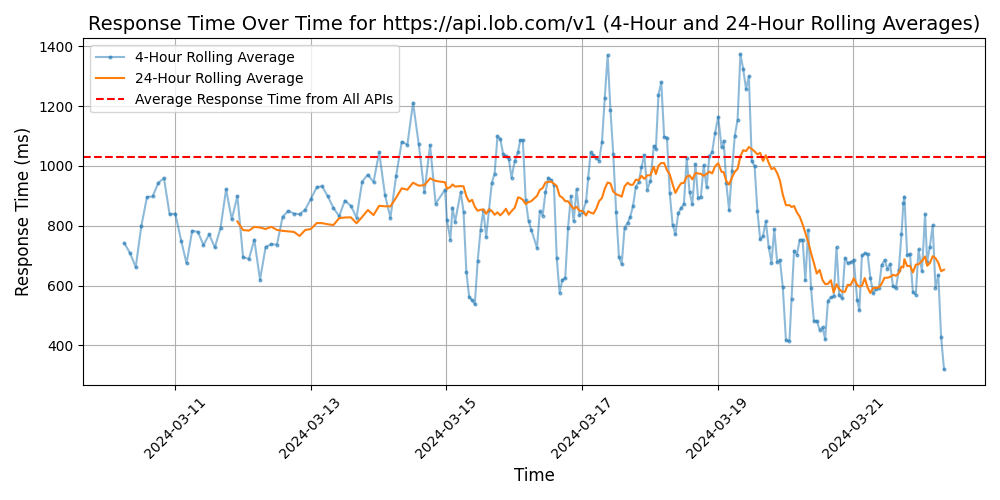 Response Time Over Time for https://api.lob.com/v1 (4-Hour and 24-Hour Rolling Averages)
4-Hour Rolling Average
24-Hour Rolling Average
Average Response Time from All APIs
Response Time (ms)
1400
1200
1000
800
600
400
2024-03-11
2024-03-13
2024-03-15
2024-03-17
2024-03-19
2024-03-21
Time